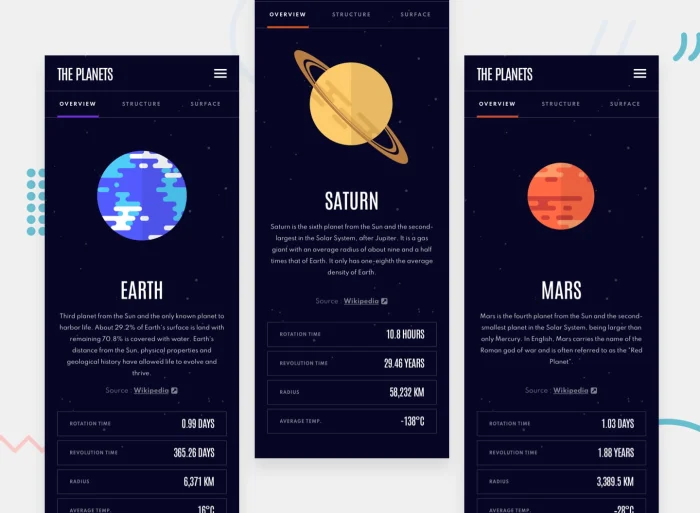 THE PLANETS
OVERVIEW STRUCTURE SURFACE
EARTH
Third planet from the Sun and the only known planet to
harbor life. About 29.2% of Earth's surface is land with
remaining 70.8% is covered with water. Earth's
distance from the Sun, physical properties and
geological history have allowed life to evolve and
thrive.
Source : Wikipedia
ROTATION TIME 0.99 DAYS
REVOLUTION TIME 365.26 DAYS
RADIUS 6,371 KM
AVERAGE TEMP. 16°C
OVERVIEW STRUCTURE SURFACE
SATURN
Saturn is the sixth planet from the Sun and the second-
largest in the Solar System, after Jupiter. It is a gas
giant with an average radius of about nine and a half
times that of Earth. It only has one-eighth the average
density of Earth.
Source : Wikipedia
ROTATION TIME 10.8 HOURS
REVOLUTION TIME 29.46 YEARS
RADIUS 58,232 KM
AVERAGE TEMP. -138°C
THE PLANETS
OVERVIEW STRUCTURE SURFACE
MARS
Mars is the fourth planet from the Sun and the second-
smallest planet in the Solar System, being larger than
only Mercury. In English, Mars carries the name of the
Roman god of war and is often referred to as the "Red
Planet".
Source : Wikipedia
ROTATION TIME 1.03 DAYS
REVOLUTION TIME 1.88 YEARS
RADIUS 3,389.5 KM
AVERAGE TEMP. -28°C